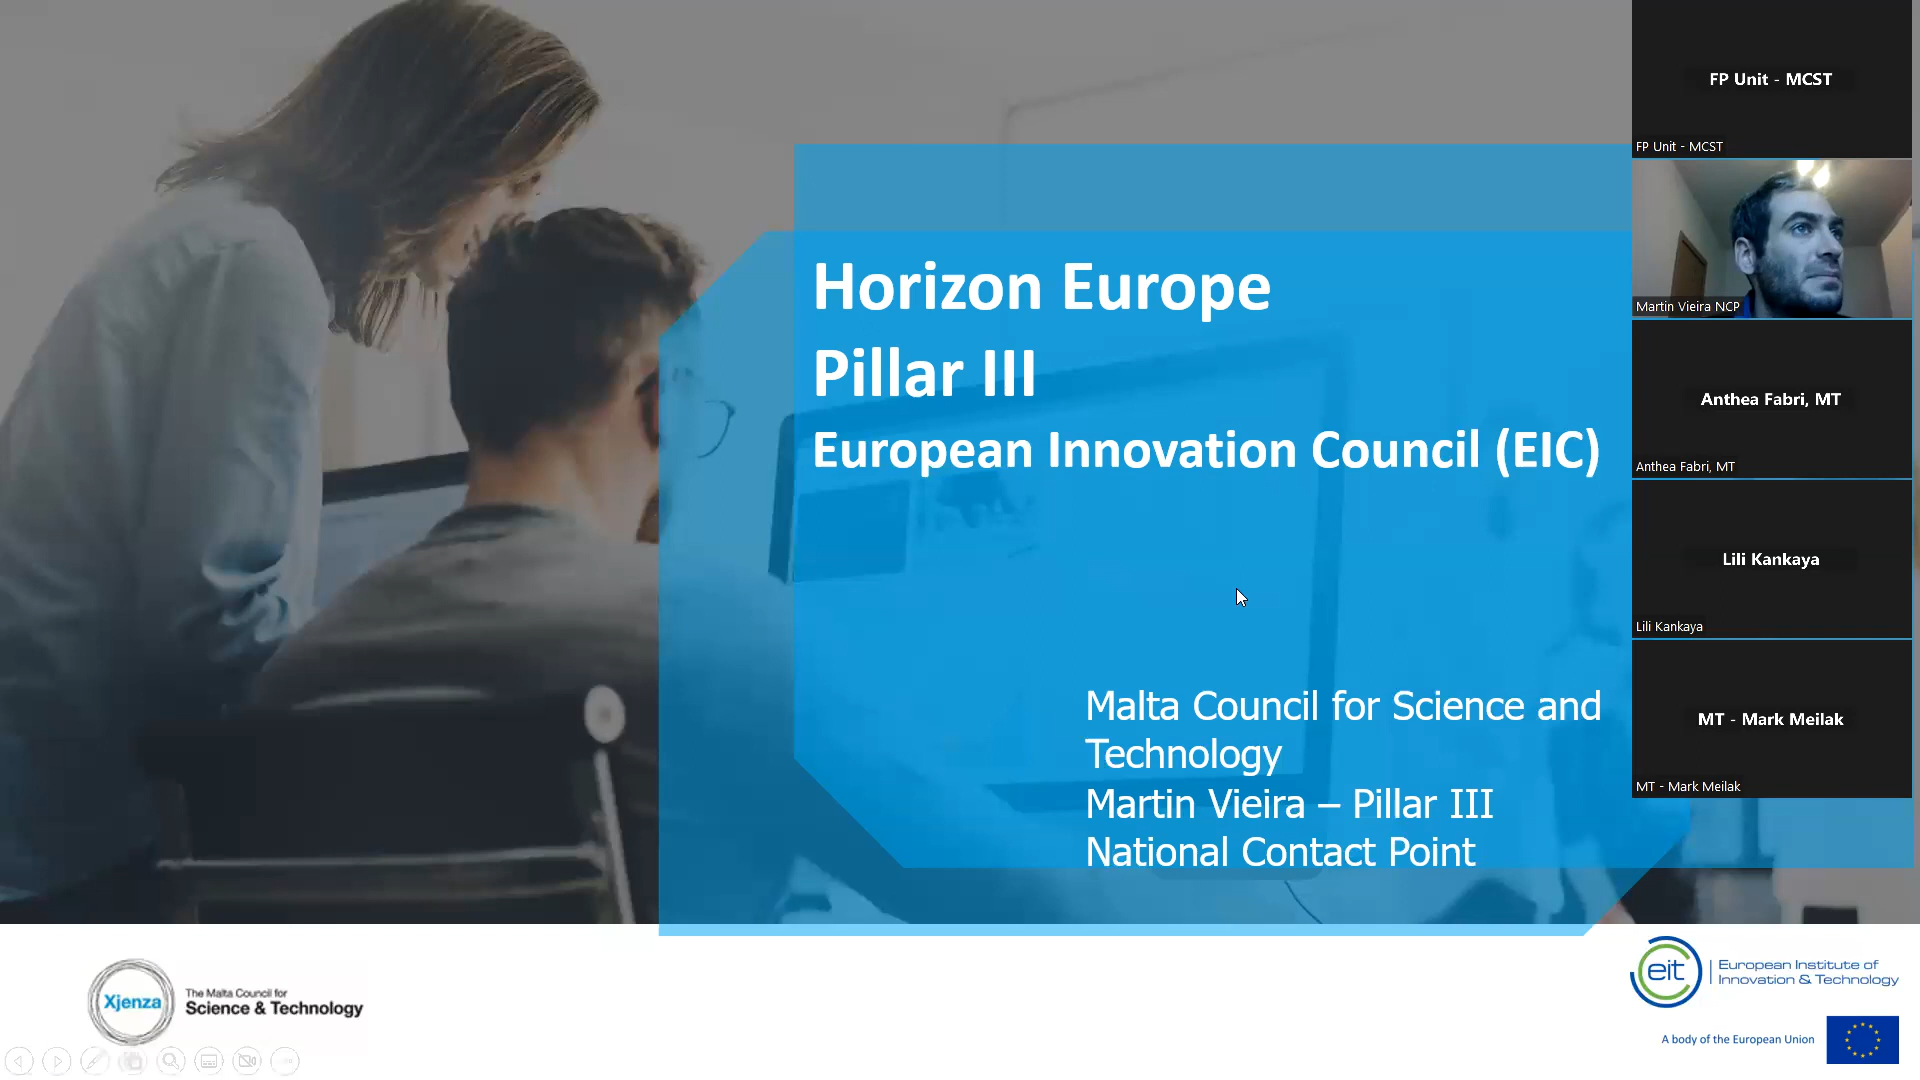 Horizon Europe
Pillar III
European Innovation Council (EIC)
Malta Council for Science and
Technology
Martin Vieira – Pillar III
National Contact Point
FP Unit - MCST
FP Unit - MCST
Martin Vieira NCP
Anthea Fabri, MT
Anthea Fabri, MT
Lili Kankaya
Lili Kankaya
MT - Mark Meilak
MT - Mark Meilak
Xjenza
The Malta Council for
Science & Technology
eit
European Institute of
Innovation & Technology
A body of the European Union